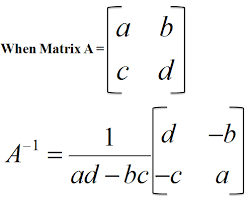 When Matrix A = [a b
c d]
A⁻¹ = 1/(ad − bc) [d −b
−c a]